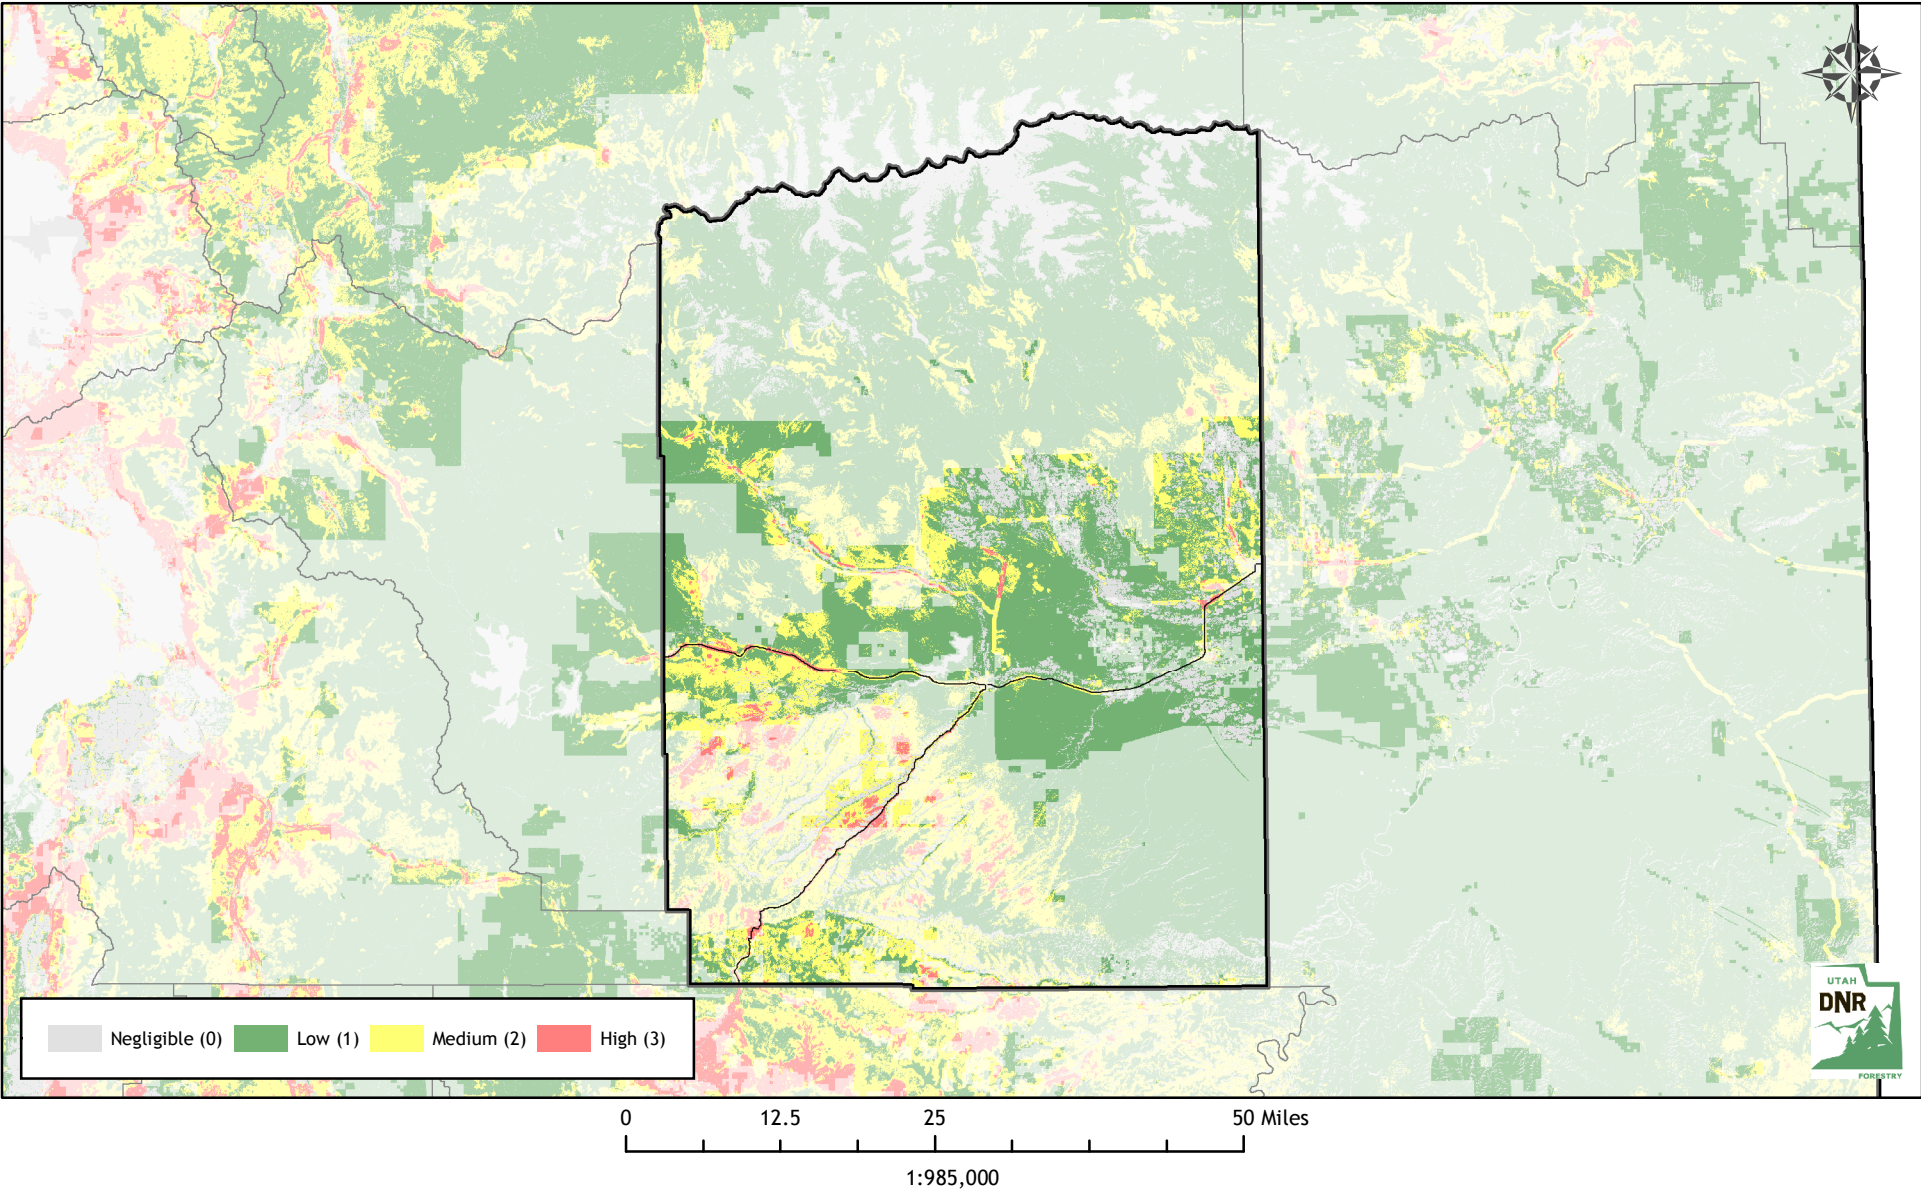 UTAH
DNR
FORESTRY
Negligible (0) Low (1) Medium (2) High (3)
0 12.5 25 50 Miles
1:985,000